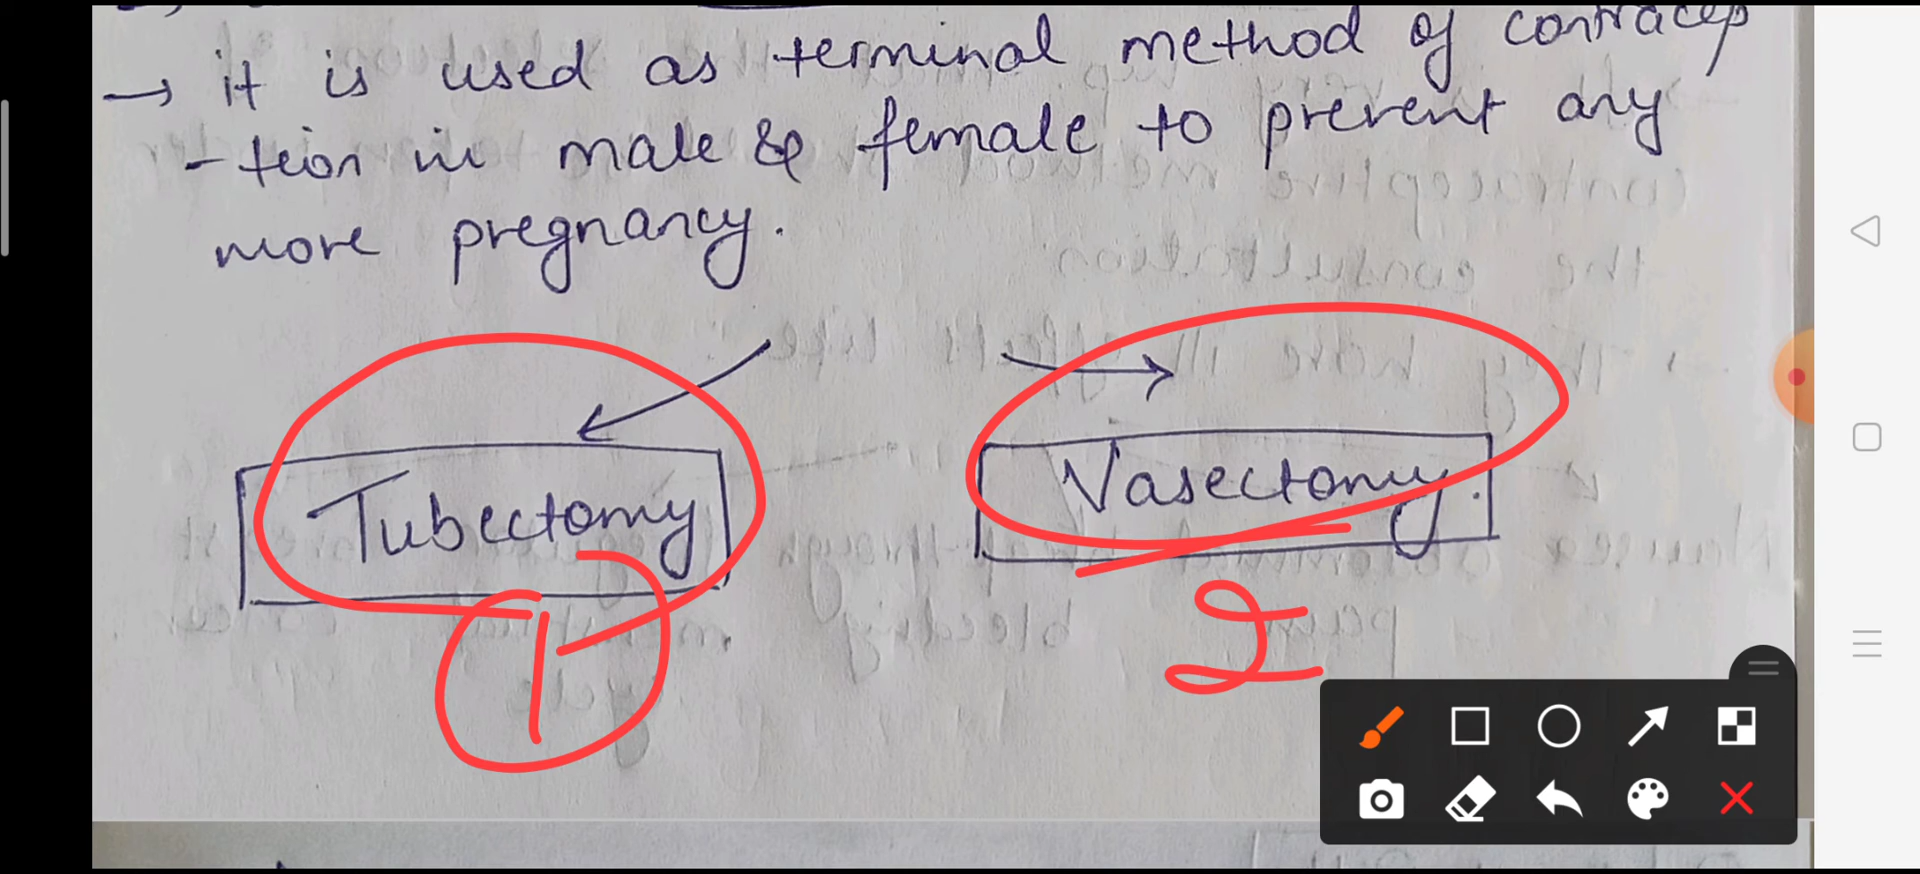 → it is used as terminal method of contracep
-tion in male & female to prevent any
more pregnancy.
Tubectomy
Vasectomy.
1
2